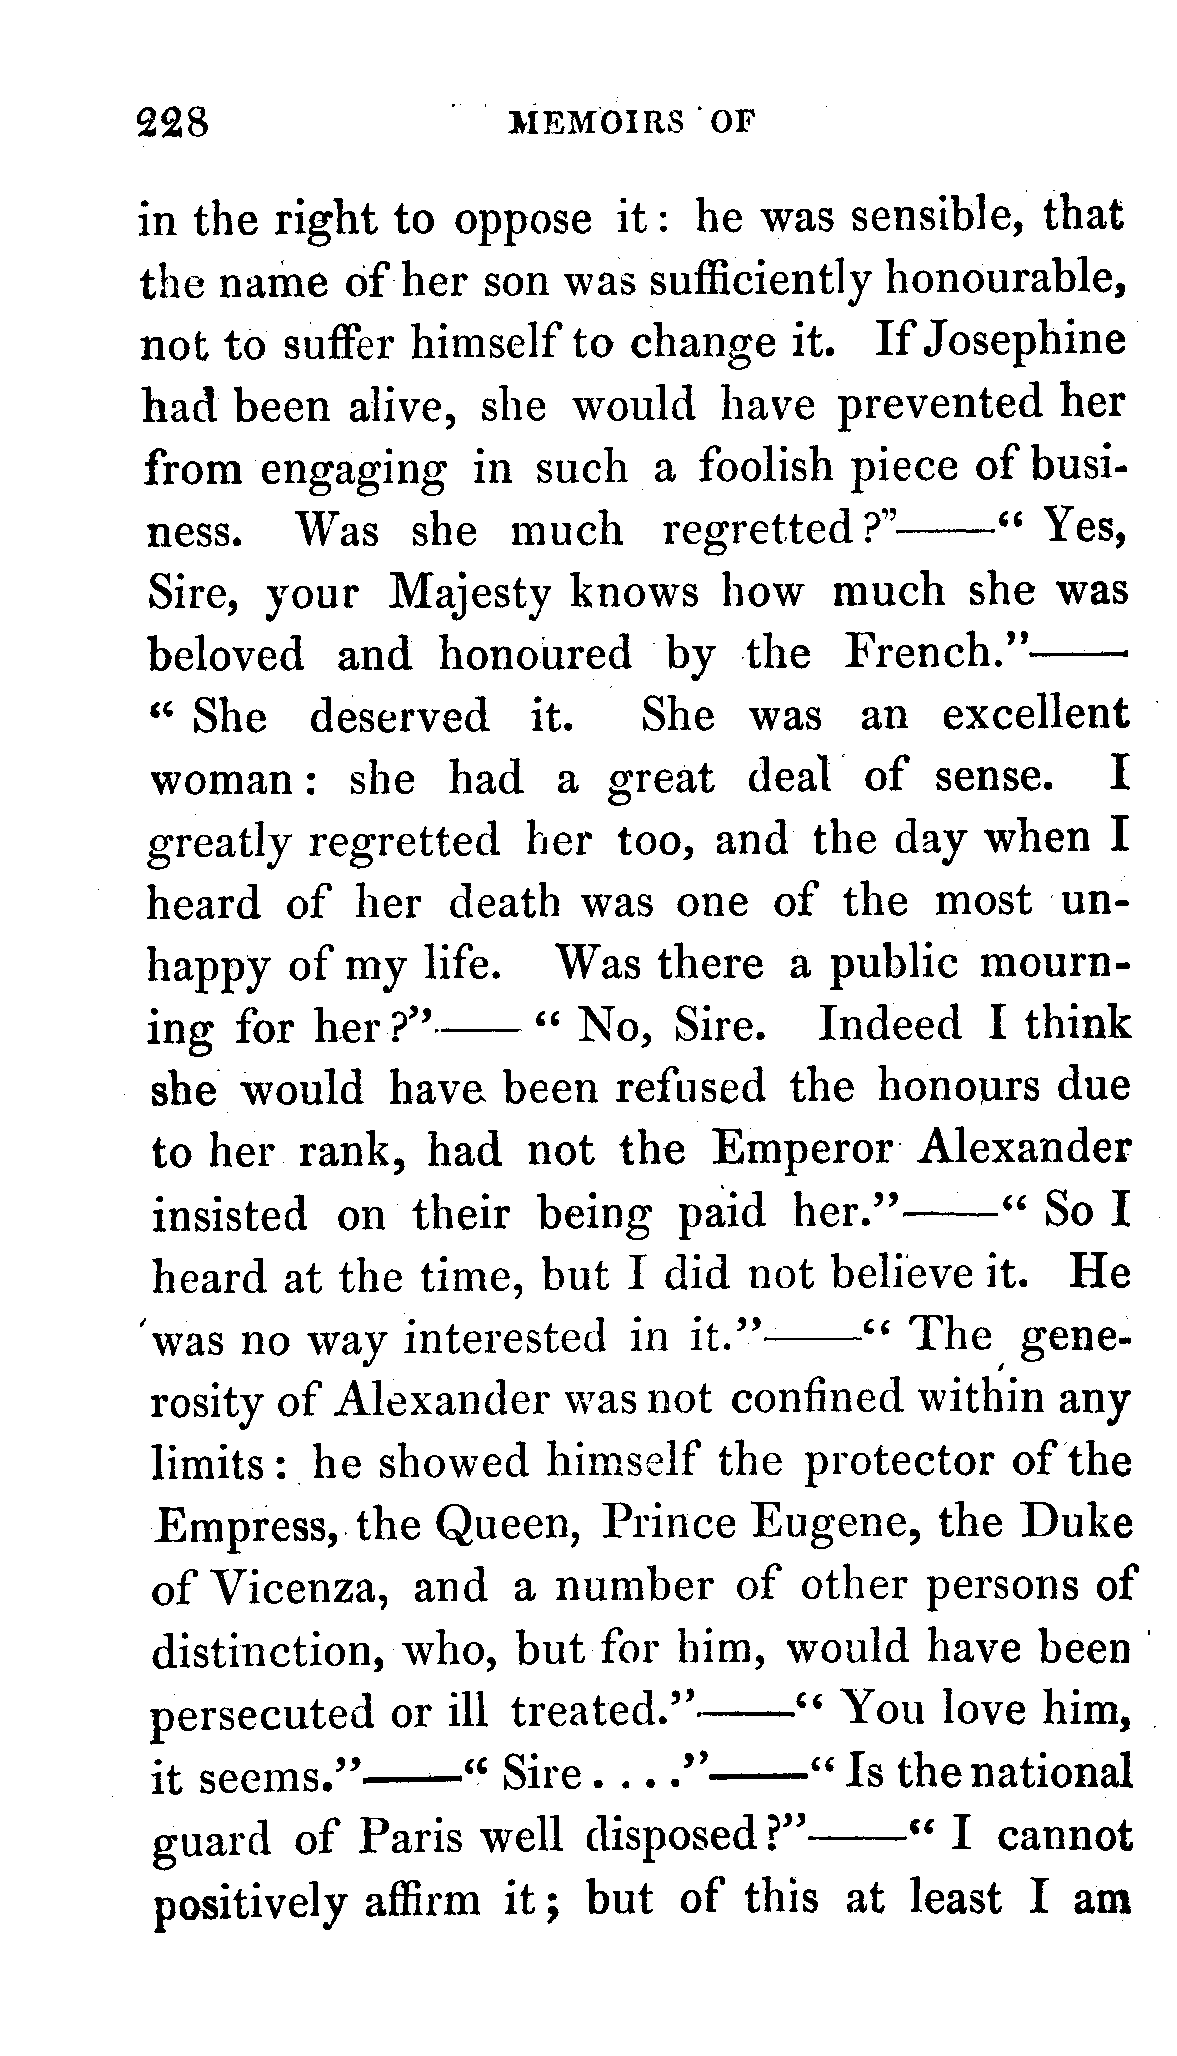 228 MEMOIRS OF
in the right to oppose it: he was sensible, that
the name of her son was sufficiently honourable,
not to suffer himself to change it. If Josephine
had been alive, she would have prevented her
from engaging in such a foolish piece of busi-
ness. Was she much regretted?"——" Yes,
Sire, your Majesty knows how much she was
beloved and honoured by the French."——
" She deserved it. She was an excellent
woman: she had a great deal of sense. I
greatly regretted her too, and the day when I
heard of her death was one of the most un-
happy of my life. Was there a public mourn-
ing for her?"—— " No, Sire. Indeed I think
she would have been refused the honours due
to her rank, had not the Emperor Alexander
insisted on their being paid her."——" So I
heard at the time, but I did not believe it. He
was no way interested in it."——" The gene-
rosity of Alexander was not confined within any
limits: he showed himself the protector of the
Empress, the Queen, Prince Eugene, the Duke
of Vicenza, and a number of other persons of
distinction, who, but for him, would have been
persecuted or ill treated."——" You love him,
it seems."——" Sire . . . ."——" Is the national
guard of Paris well disposed?"——" I cannot
positively affirm it; but of this at least I am